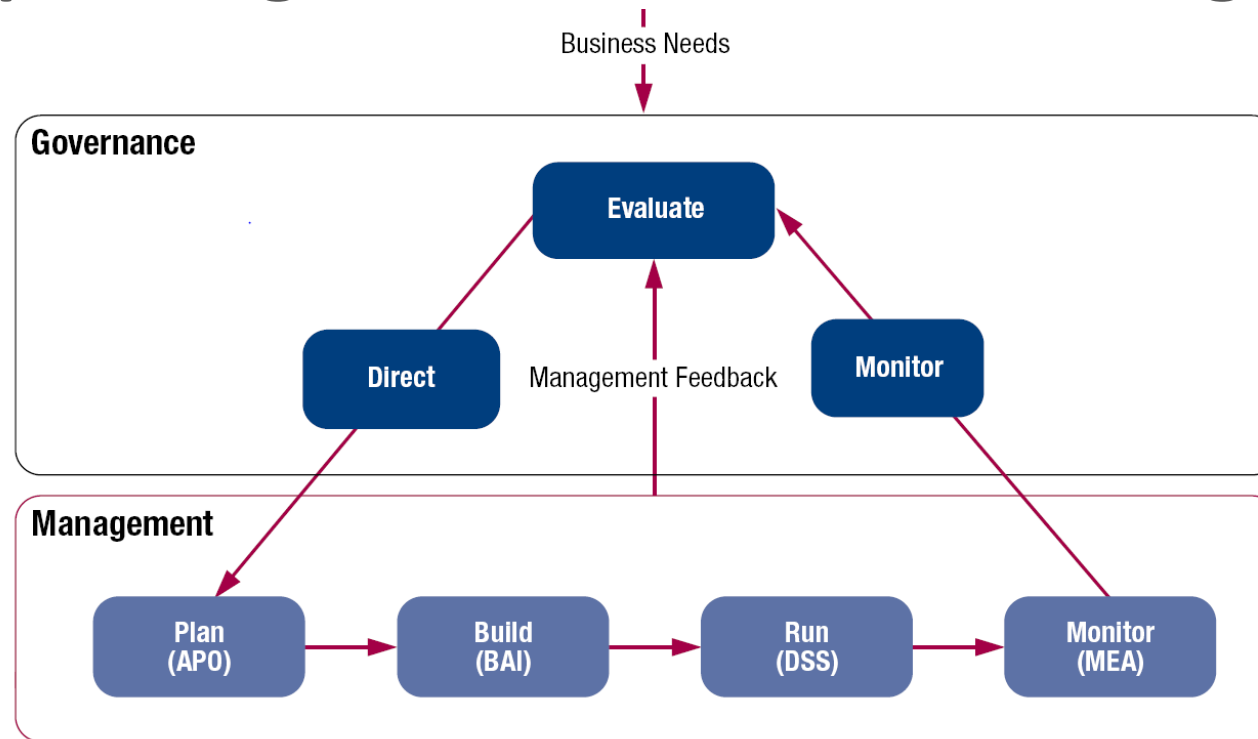 Business Needs
Governance
Evaluate
Direct
Management Feedback
Monitor
Management
Plan
(APO)
Build
(BAI)
Run
(DSS)
Monitor
(MEA)